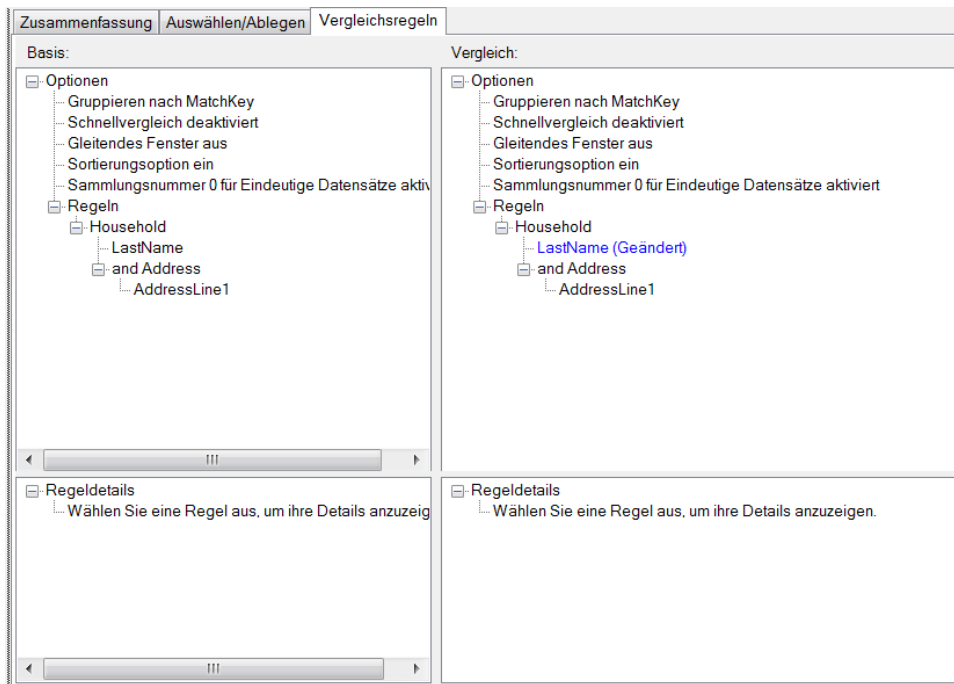 Zusammenfassung Auswählen/Ablegen Vergleichsregeln
Basis:
Optionen
Gruppieren nach MatchKey
Schnellvergleich deaktiviert
Gleitendes Fenster aus
Sortierungsoption ein
Sammlungsnummer 0 für Eindeutige Datensätze aktiv
Regeln
Household
LastName
and Address
AddressLine1
Regeldetails
Wählen Sie eine Regel aus, um ihre Details anzuzeig
Vergleich:
Optionen
Gruppieren nach MatchKey
Schnellvergleich deaktiviert
Gleitendes Fenster aus
Sortierungsoption ein
Sammlungsnummer 0 für Eindeutige Datensätze aktiviert
Regeln
Household
LastName (Geändert)
and Address
AddressLine1
Regeldetails
Wählen Sie eine Regel aus, um ihre Details anzuzeigen.